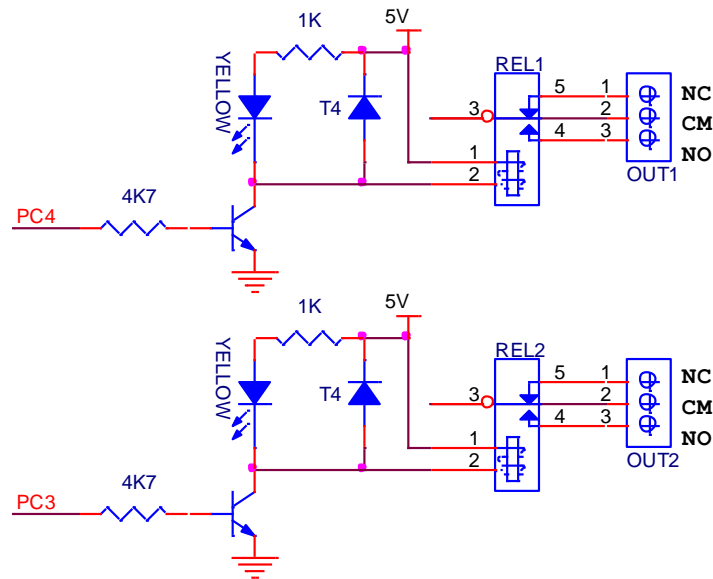 1K
5V
YELLOW
T4
REL1
3
5
4
1
2
1
2
3
NC
CM
NO
OUT1
4K7
PC4
1K
5V
YELLOW
T4
REL2
3
5
4
1
2
1
2
3
NC
CM
NO
OUT2
4K7
PC3